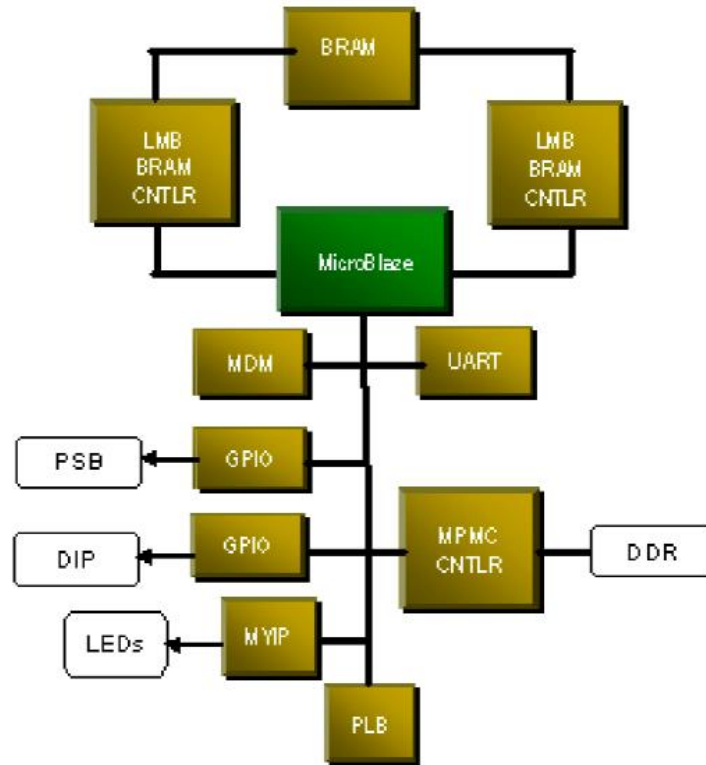 BRAM
LMB
BRAM
CNTLR
LMB
BRAM
CNTLR
MicroBlaze
MDM
UART
PSB
GPIO
DIP
GPIO
MPMC
CNTLR
DDR
LEDs
MYIP
PLB